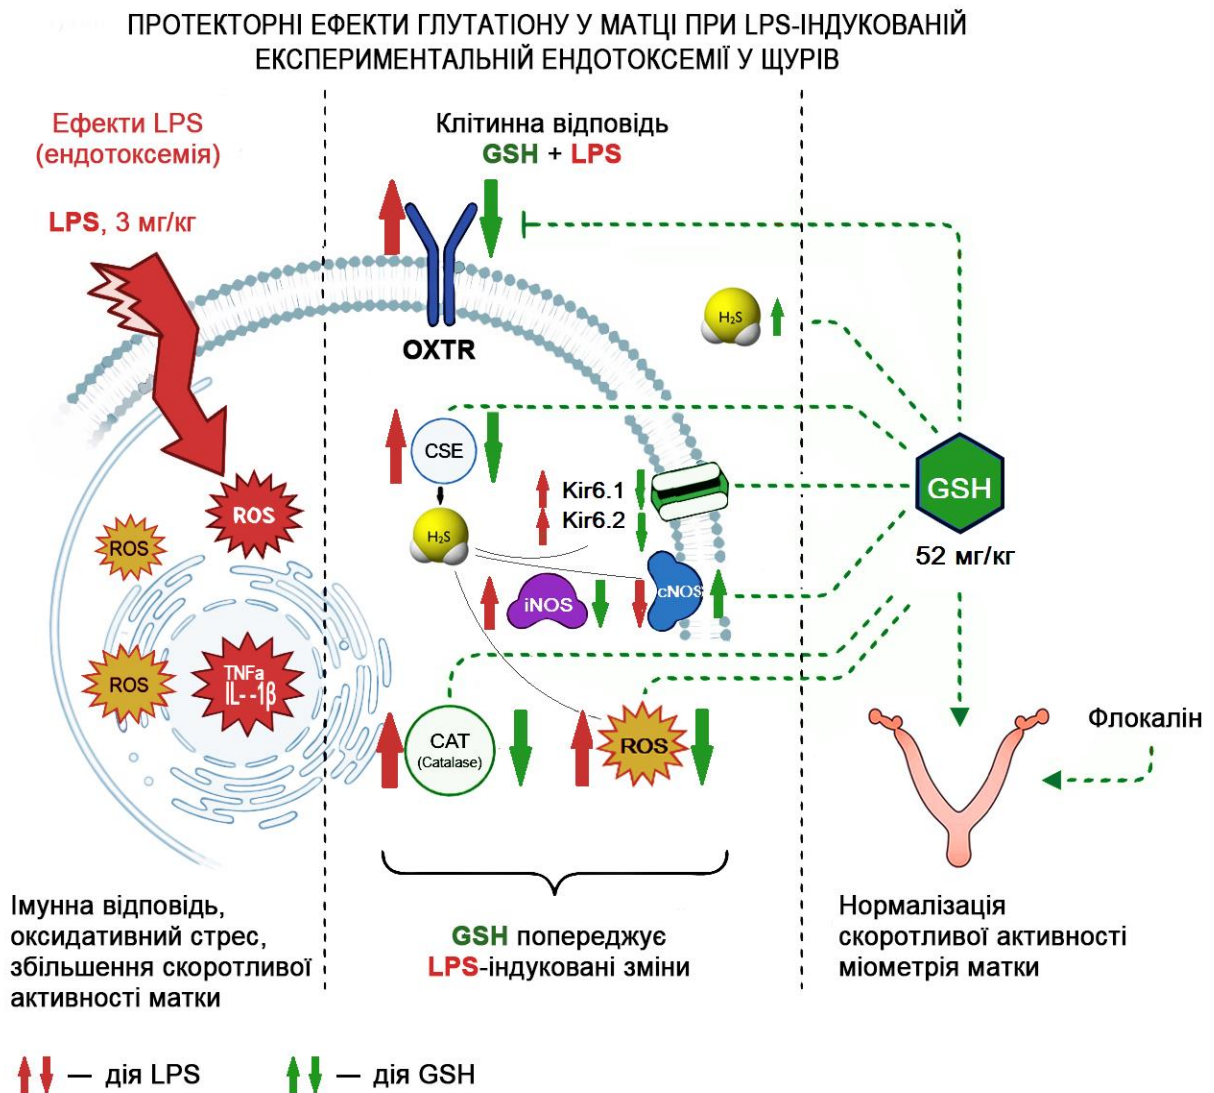 ПРОТЕКТОРНІ ЕФЕКТИ ГЛУТАТІОНУ У МАТЦІ ПРИ LPS-ІНДУКОВАНІЙ
ЕКСПЕРИМЕНТАЛЬНІЙ ЕНДОТОКСЕМІЇ У ЩУРІВ
Ефекти LPS
(ендотоксемія)
LPS, 3 мг/кг
ROS
ROS
ROS
TNFa
IL--1β
Імунна відповідь,
оксидативний стрес,
збільшення скоротливої
активності матки
Клітинна відповідь
GSH + LPS
OXTR
H₂S
CSE
H₂S
Kir6.1
Kir6.2
iNOS
cNOS
CAT
(Catalase)
ROS
GSH попереджує
LPS-індуковані зміни
GSH
52 мг/кг
Флокалін
Нормалізація
скоротливої активності
міометрія матки
— дія LPS
— дія GSH